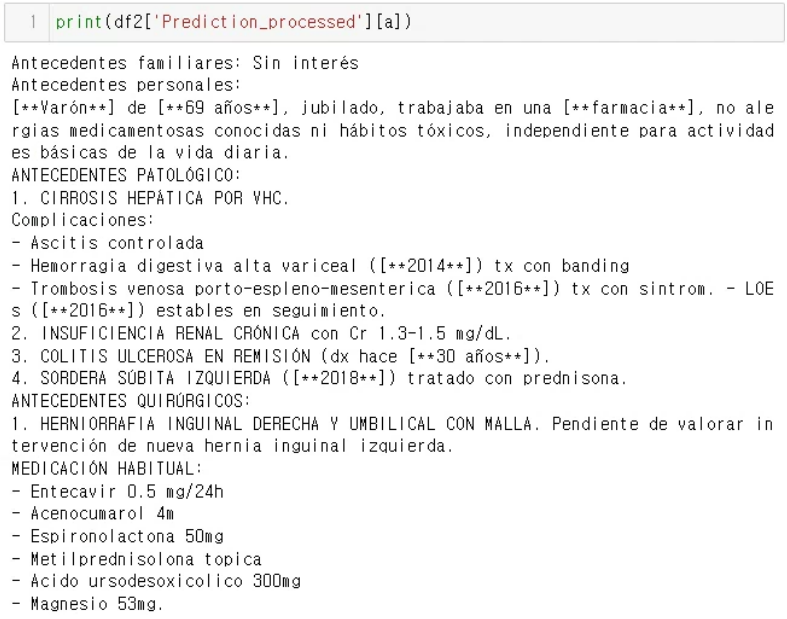 1 print(df2['Prediction_processed'][a])
Antecedentes familiares: Sin interés
Antecedentes personales:
[**Varón**] de [**69 años**], jubilado, trabajaba en una [**farmacia**], no ale
rgias medicamentosas conocidas ni hábitos tóxicos, independiente para actividad
es básicas de la vida diaria.
ANTECEDENTES PATOLÓGICO:
1. CIRROSIS HEPÁTICA POR VHC.
Complicaciones:
- Ascitis controlada
- Hemorragia digestiva alta variceal ([**2014**]) tx con banding
- Trombosis venosa porto-espleno-mesenterica ([**2016**]) tx con sintrom. - LOE
s ([**2016**]) estables en seguimiento.
2. INSUFICIENCIA RENAL CRÓNICA con Cr 1.3-1.5 mg/dL.
3. COLITIS ULCEROSA EN REMISIÓN (dx hace [**30 años**]).
4. SORDERA SÚBITA IZQUIERDA ([**2018**]) tratado con prednisona.
ANTECEDENTES QUIRÚRGICOS:
1. HERNIORRAFIA INGUINAL DERECHA Y UMBILICAL CON MALLA. Pendiente de valorar in
tervención de nueva hernia inguinal izquierda.
MEDICACIÓN HABITUAL:
- Entecavir 0.5 mg/24h
- Acenocumarol 4m
- Espironolactona 50mg
- Metilprednisolona topica
- Acido ursodesoxicolico 300mg
- Magnesio 53mg.